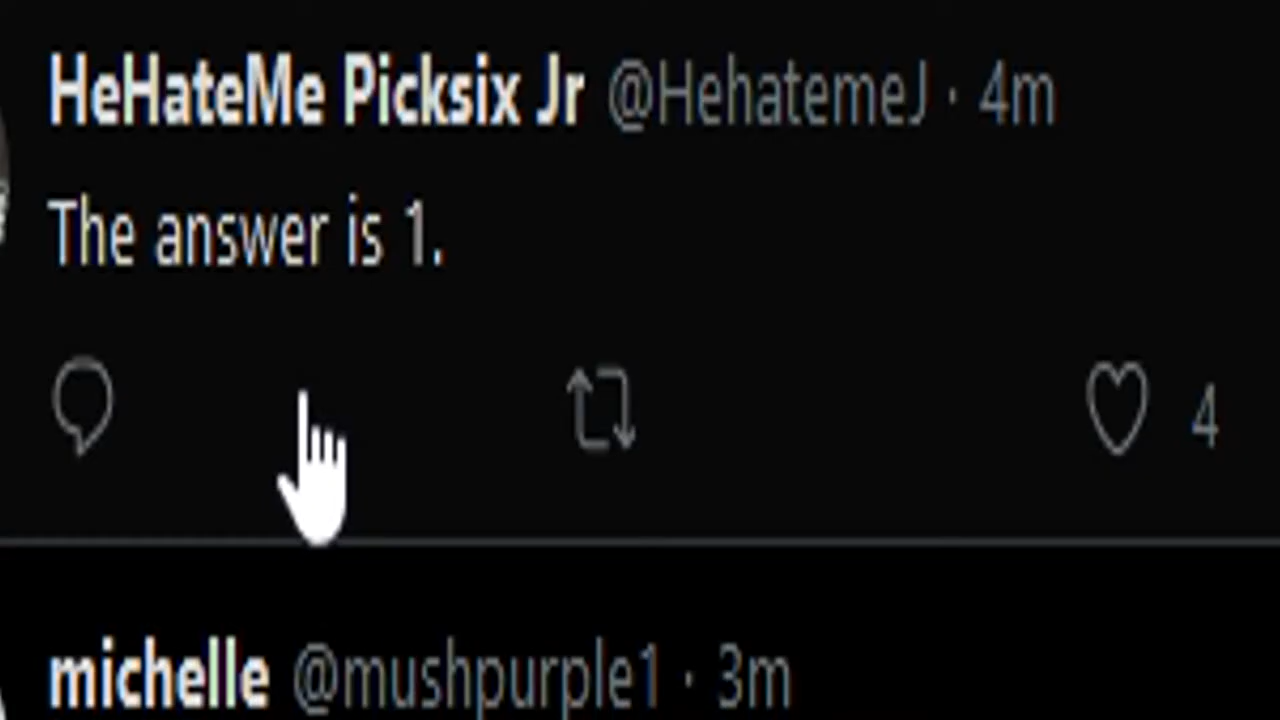 HeHateMe Picksix Jr @HehatemeJ · 4m
The answer is 1.
4
michelle @mushpurple1 · 3m